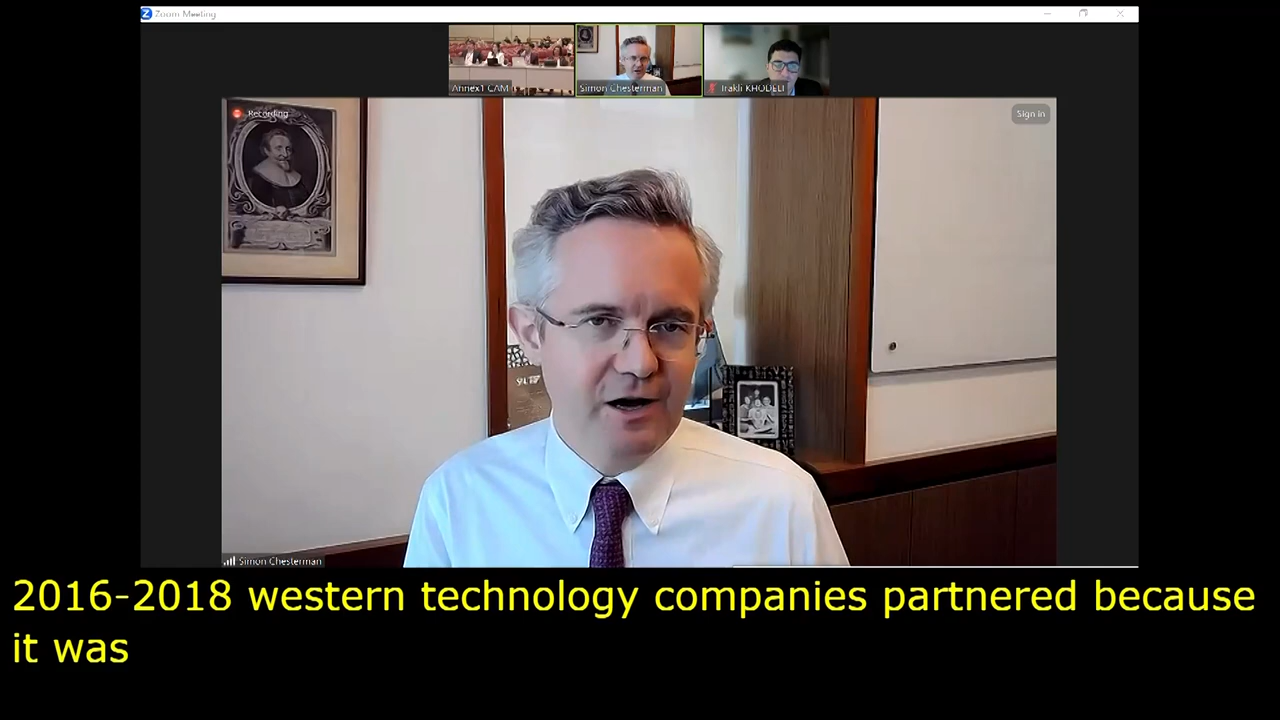 Zoom Meeting
Annex1 CAM
Simon Chesterman
Irakli KHODELI
Recording
Sign in
Simon Chesterman
2016-2018 western technology companies partnered because
it was